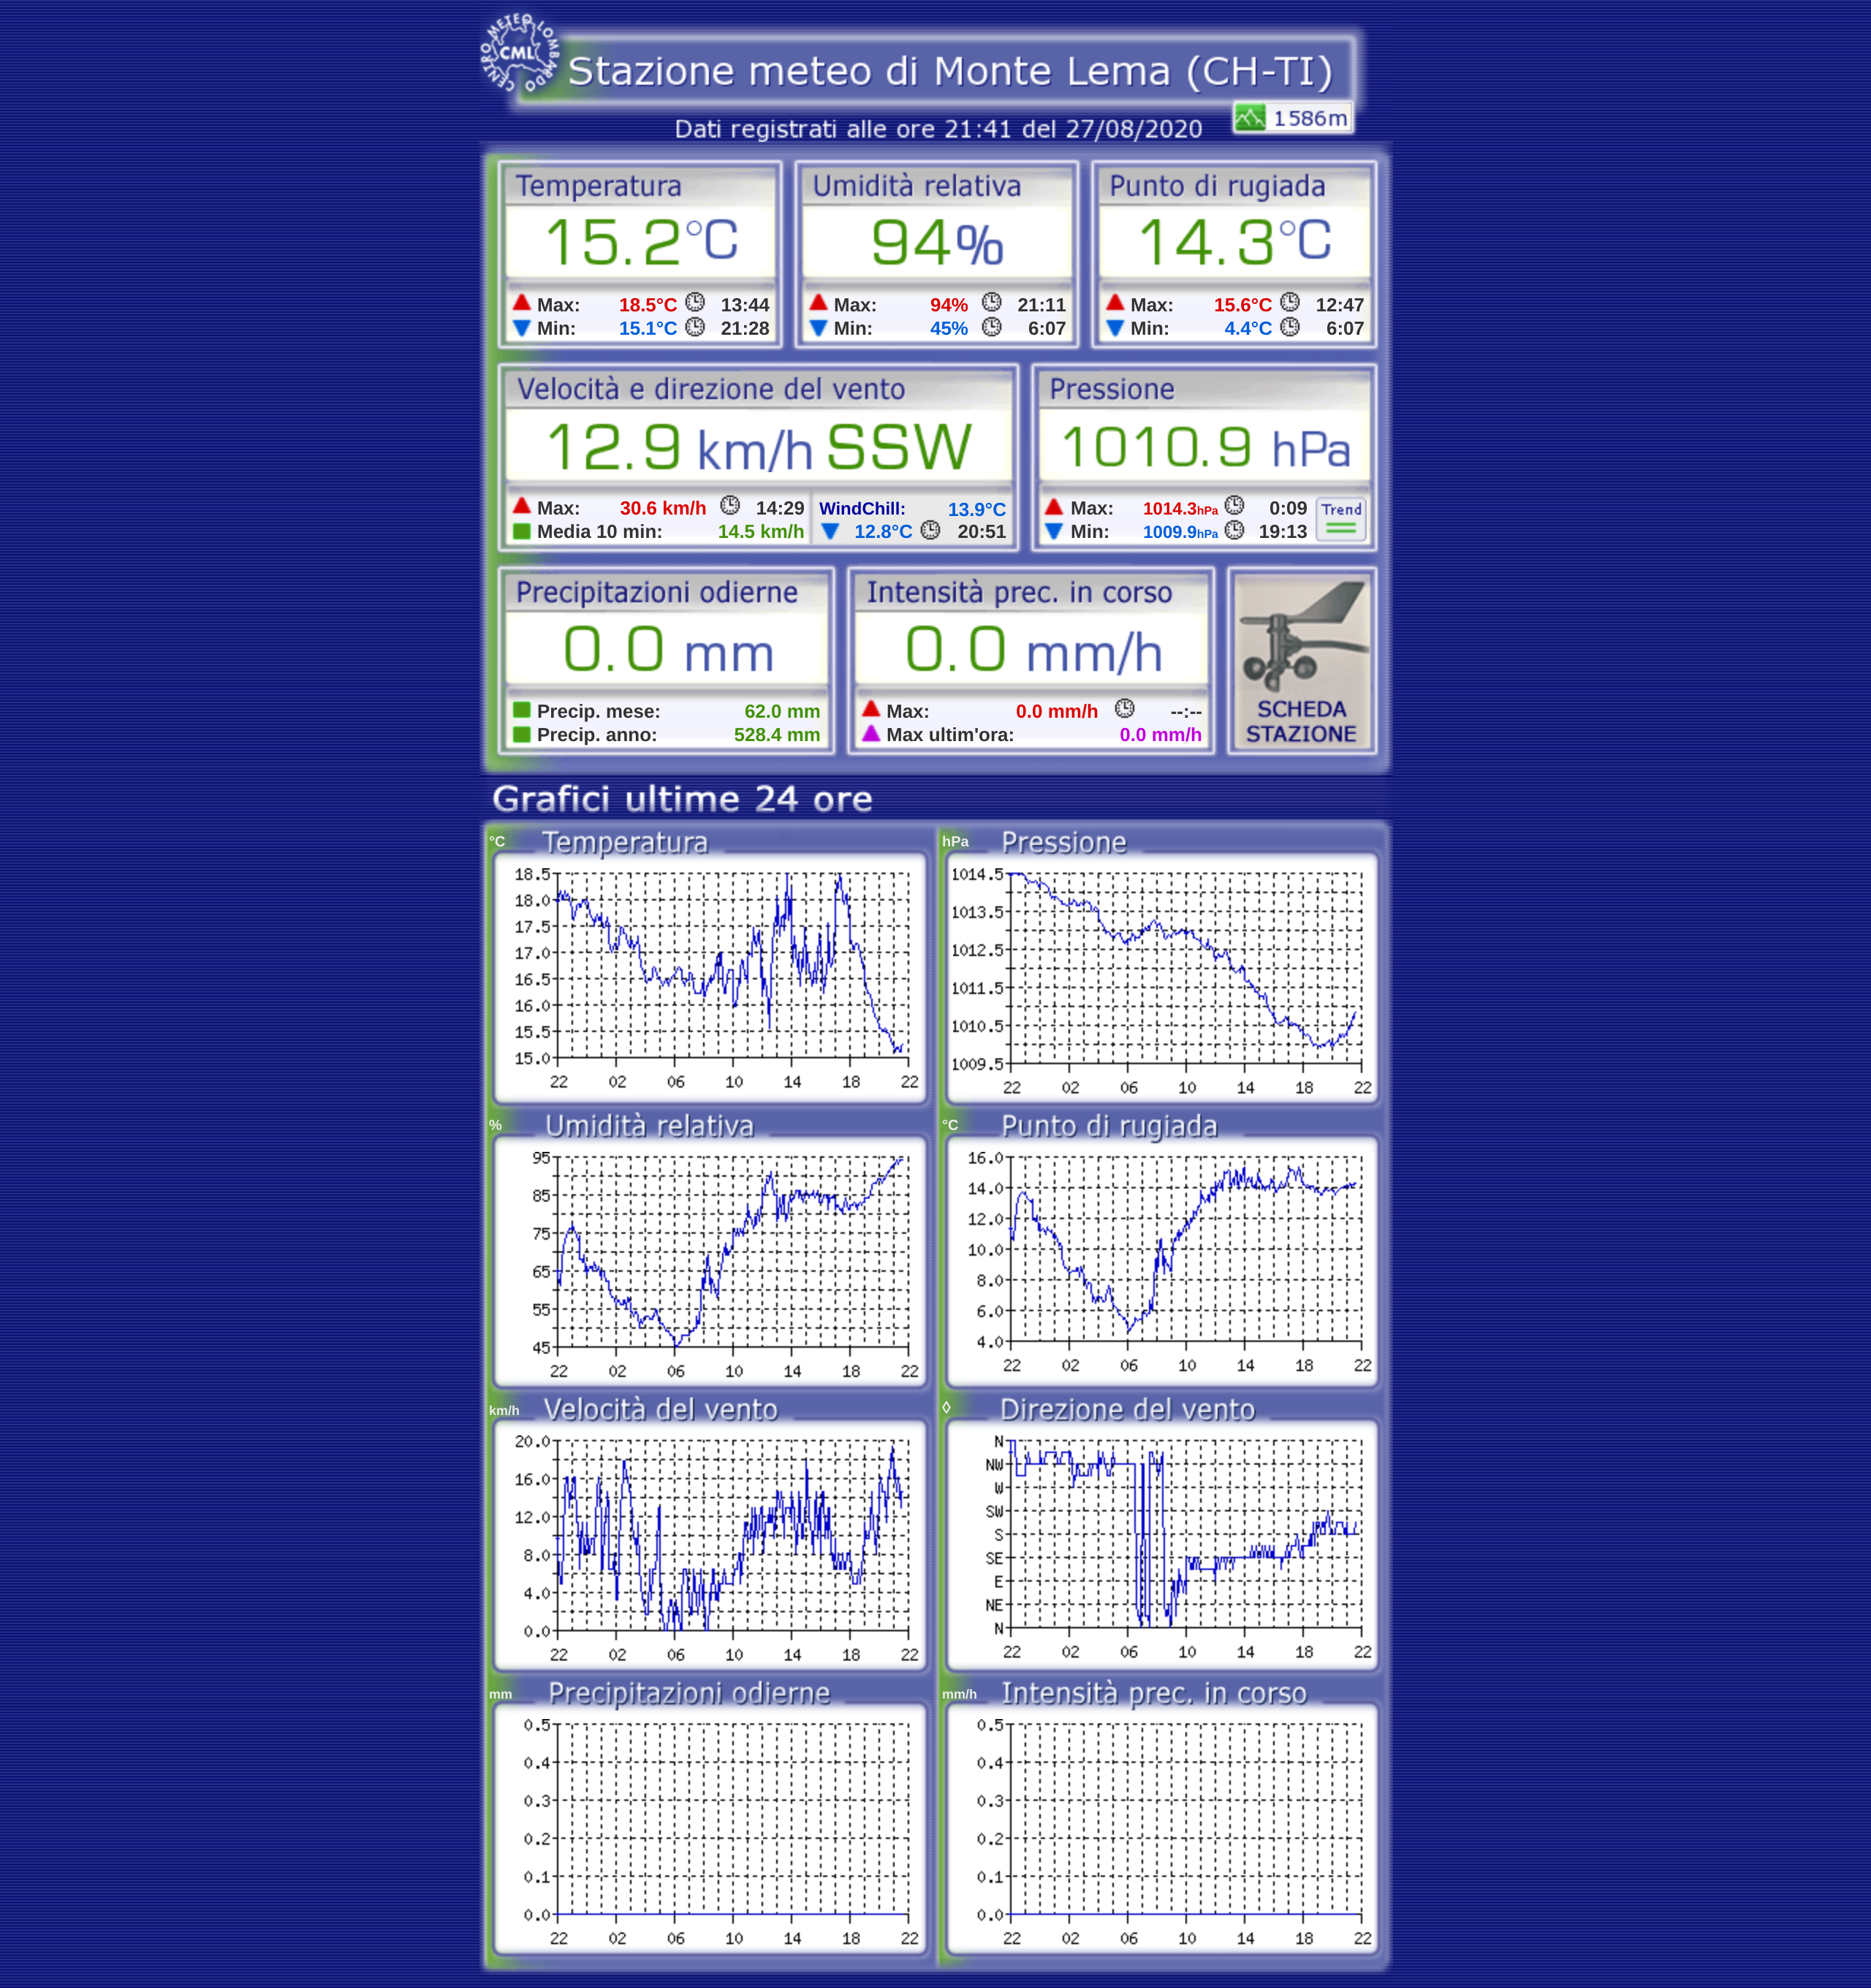 CENTRO METEO LOMBARDO
CML
Stazione meteo di Monte Lema (CH-TI)
1586m
Dati registrati alle ore 21:41 del 27/08/2020
Temperatura
15.2°C
Max: 18.5°C 13:44
Min: 15.1°C 21:28
Umidità relativa
94%
Max: 94% 21:11
Min: 45% 6:07
Punto di rugiada
14.3°C
Max: 15.6°C 12:47
Min: 4.4°C 6:07
Velocità e direzione del vento
12.9 km/h SSW
Max: 30.6 km/h 14:29
Media 10 min: 14.5 km/h
WindChill: 13.9°C
12.8°C 20:51
Pressione
1010.9 hPa
Max: 1014.3hPa 0:09
Min: 1009.9hPa 19:13
Trend
Precipitazioni odierne
0.0 mm
Precip. mese: 62.0 mm
Precip. anno: 528.4 mm
Intensità prec. in corso
0.0 mm/h
Max: 0.0 mm/h --:--
Max ultim'ora: 0.0 mm/h
SCHEDA
STAZIONE
Grafici ultime 24 ore
°C Temperatura
18.5
18.0
17.5
17.0
16.5
16.0
15.5
15.0
22 02 06 10 14 18 22
hPa Pressione
1014.5
1013.5
1012.5
1011.5
1010.5
1009.5
22 02 06 10 14 18 22
% Umidità relativa
95
85
75
65
55
45
22 02 06 10 14 18 22
°C Punto di rugiada
16.0
14.0
12.0
10.0
8.0
6.0
4.0
22 02 06 10 14 18 22
km/h Velocità del vento
20.0
16.0
12.0
8.0
4.0
0.0
22 02 06 10 14 18 22
◊ Direzione del vento
N
NW
W
SW
S
SE
E
NE
N
22 02 06 10 14 18 22
mm Precipitazioni odierne
0.5
0.4
0.3
0.2
0.1
0.0
22 02 06 10 14 18 22
mm/h Intensità prec. in corso
0.5
0.4
0.3
0.2
0.1
0.0
22 02 06 10 14 18 22